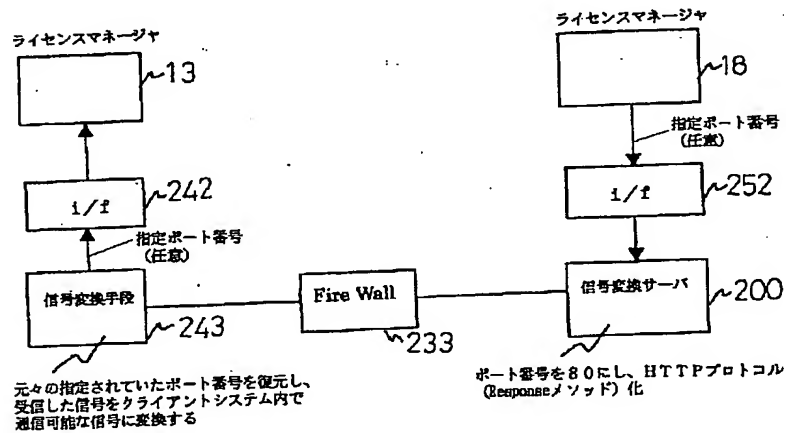 ライセンスマネージャ
13
i/f
242
指定ポート番号
(任意)
信号変換手段
243
元々の指定されていたポート番号を復元し、
受信した信号をクライアントシステム内で
通信可能な信号に変換する
Fire Wall
233
ライセンスマネージャ
18
指定ポート番号
(任意)
i/f
252
信号変換サーバ
200
ポート番号を80にし、HTTPプロトコル
(Responseメソッド)化